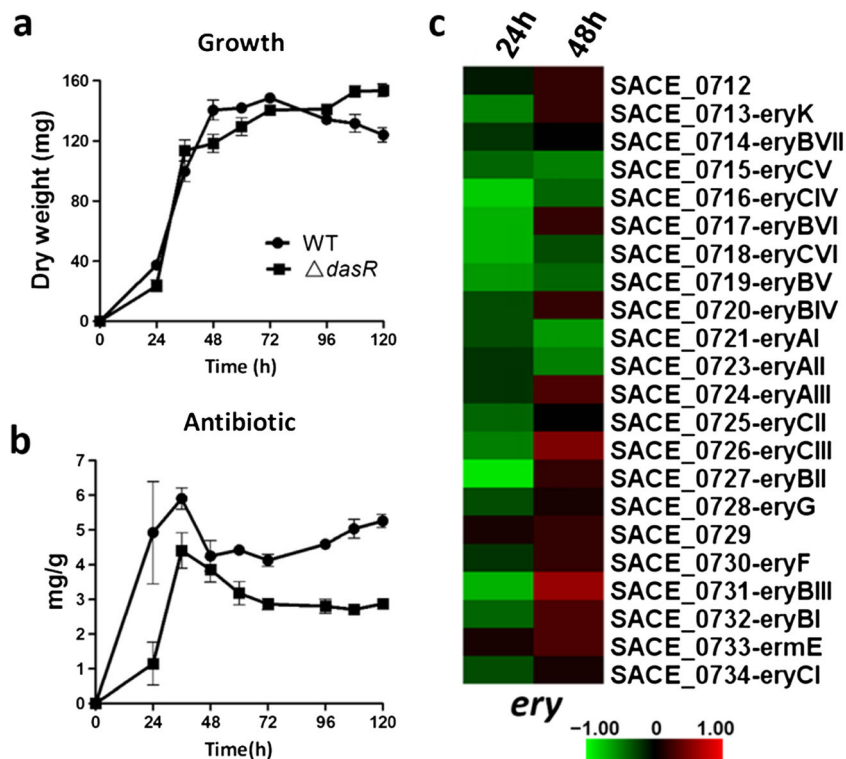 a
Growth
160
120
80
40
0
Dry weight (mg)
WT
△dasR
0 24 48 72 96 120
Time (h)
b
Antibiotic
7
6
5
4
3
2
1
0
mg/g
0 24 48 72 96 120
Time(h)
c
24h 48h
SACE_0712
SACE_0713-eryK
SACE_0714-eryBVII
SACE_0715-eryCV
SACE_0716-eryCIV
SACE_0717-eryBVI
SACE_0718-eryCVI
SACE_0719-eryBV
SACE_0720-eryBIV
SACE_0721-eryAI
SACE_0723-eryAII
SACE_0724-eryAIII
SACE_0725-eryCII
SACE_0726-eryCIII
SACE_0727-eryBII
SACE_0728-eryG
SACE_0729
SACE_0730-eryF
SACE_0731-eryBIII
SACE_0732-eryBI
SACE_0733-ermE
SACE_0734-eryCI
ery
−1.00 0 1.00